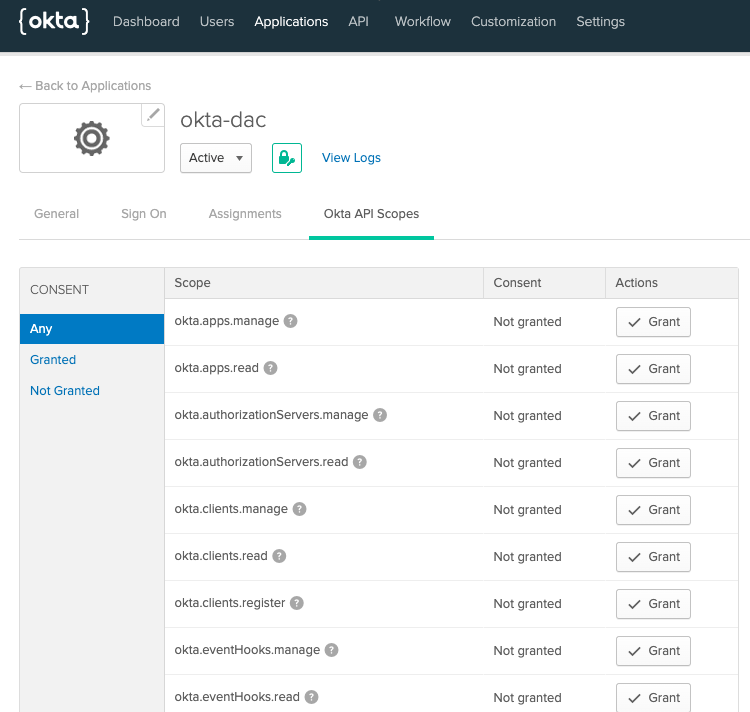 {okta} Dashboard Users Applications API Workflow Customization Settings
← Back to Applications
okta-dac
Active View Logs
General Sign On Assignments Okta API Scopes
CONSENT
Any
Granted
Not Granted
Scope Consent Actions
okta.apps.manage ? Not granted Grant
okta.apps.read ? Not granted Grant
okta.authorizationServers.manage ? Not granted Grant
okta.authorizationServers.read ? Not granted Grant
okta.clients.manage ? Not granted Grant
okta.clients.read ? Not granted Grant
okta.clients.register ? Not granted Grant
okta.eventHooks.manage ? Not granted Grant
okta.eventHooks.read ? Not granted Grant